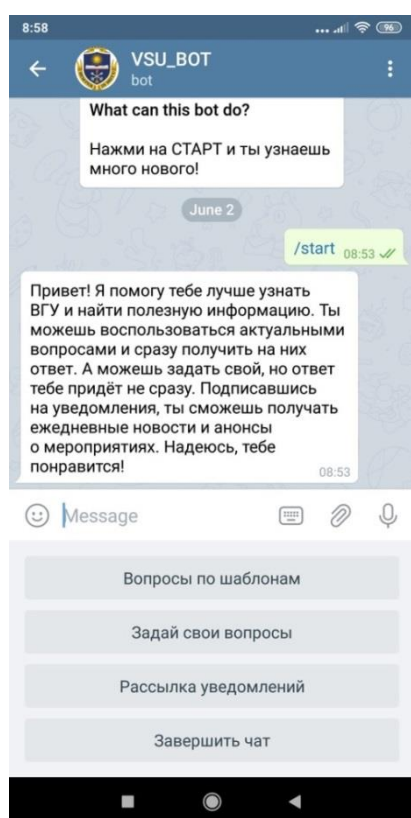 8:58
96
VSU_BOT
bot
What can this bot do?
Нажми на СТАРТ и ты узнаешь
много нового!
June 2
/start 08:53
Привет! Я помогу тебе лучше узнать
ВГУ и найти полезную информацию. Ты
можешь воспользоваться актуальными
вопросами и сразу получить на них
ответ. А можешь задать свой, но ответ
тебе придёт не сразу. Подписавшись
на уведомления, ты сможешь получать
ежедневные новости и анонсы
о мероприятиях. Надеюсь, тебе
понравится! 08:53
Message
Вопросы по шаблонам
Задай свои вопросы
Рассылка уведомлений
Завершить чат